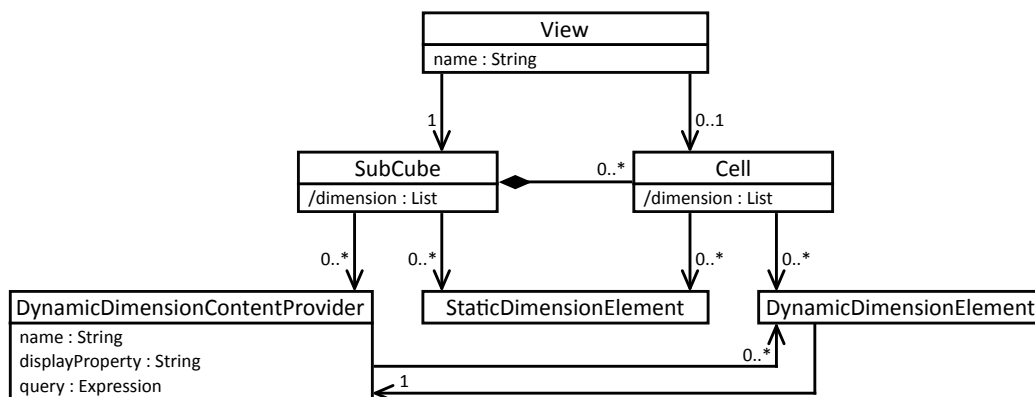 View
name : String
1
0..1
SubCube
0..*
Cell
/dimension : List
/dimension : List
0..*
0..*
0..*
0..*
DynamicDimensionContentProvider
StaticDimensionElement
DynamicDimensionElement
name : String
displayProperty : String
0..*
query : Expression
1